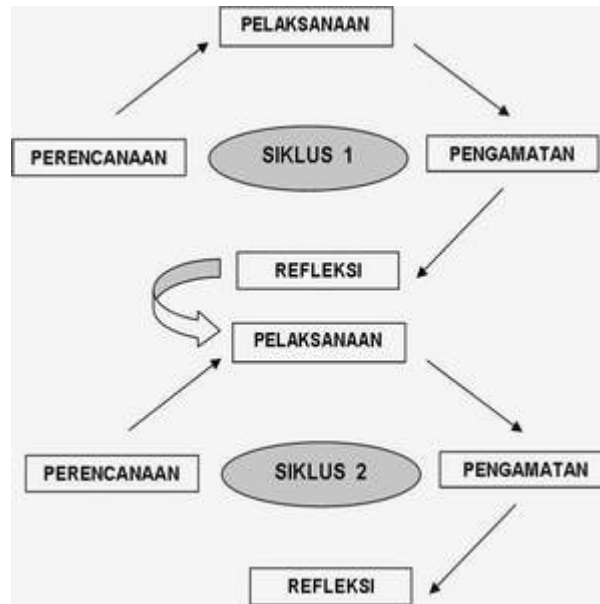 PELAKSANAAN
PERENCANAAN
SIKLUS 1
PENGAMATAN
REFLEKSI
PELAKSANAAN
PERENCANAAN
SIKLUS 2
PENGAMATAN
REFLEKSI